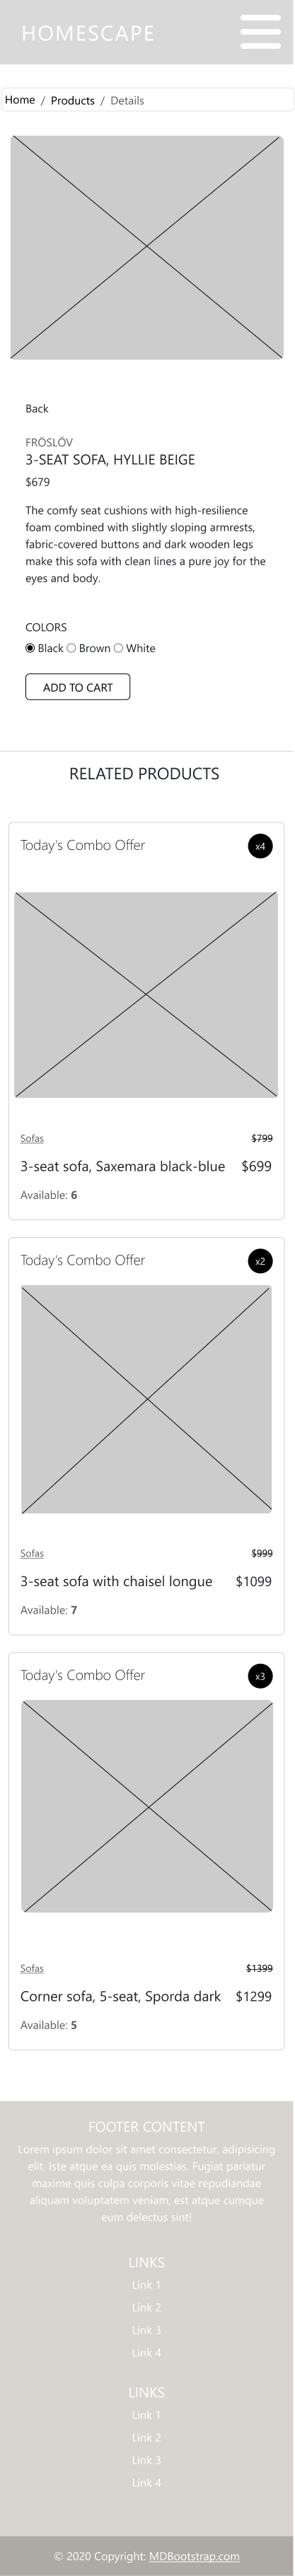 HOMESCAPE
Home / Products / Details
Back
FRÖSLÖV
3-SEAT SOFA, HYLLIE BEIGE
$679
The comfy seat cushions with high-resilience
foam combined with slightly sloping armrests,
fabric-covered buttons and dark wooden legs
make this sofa with clean lines a pure joy for the
eyes and body.
COLORS
Black Brown White
ADD TO CART
RELATED PRODUCTS
Today's Combo Offer x4
Sofas $799
3-seat sofa, Saxemara black-blue $699
Available: 6
Today's Combo Offer x2
Sofas $999
3-seat sofa with chaisel longue $1099
Available: 7
Today's Combo Offer x3
Sofas $1399
Corner sofa, 5-seat, Sporda dark $1299
Available: 5
FOOTER CONTENT
Lorem ipsum dolor sit amet consectetur, adipisicing
elit. Iste atque ea quis molestias. Fugiat pariatur
maxime quis culpa corporis vitae repudiandae
aliquam voluptatem veniam, est atque cumque
eum delectus sint!
LINKS
Link 1
Link 2
Link 3
Link 4
LINKS
Link 1
Link 2
Link 3
Link 4
© 2020 Copyright: MDBootstrap.com